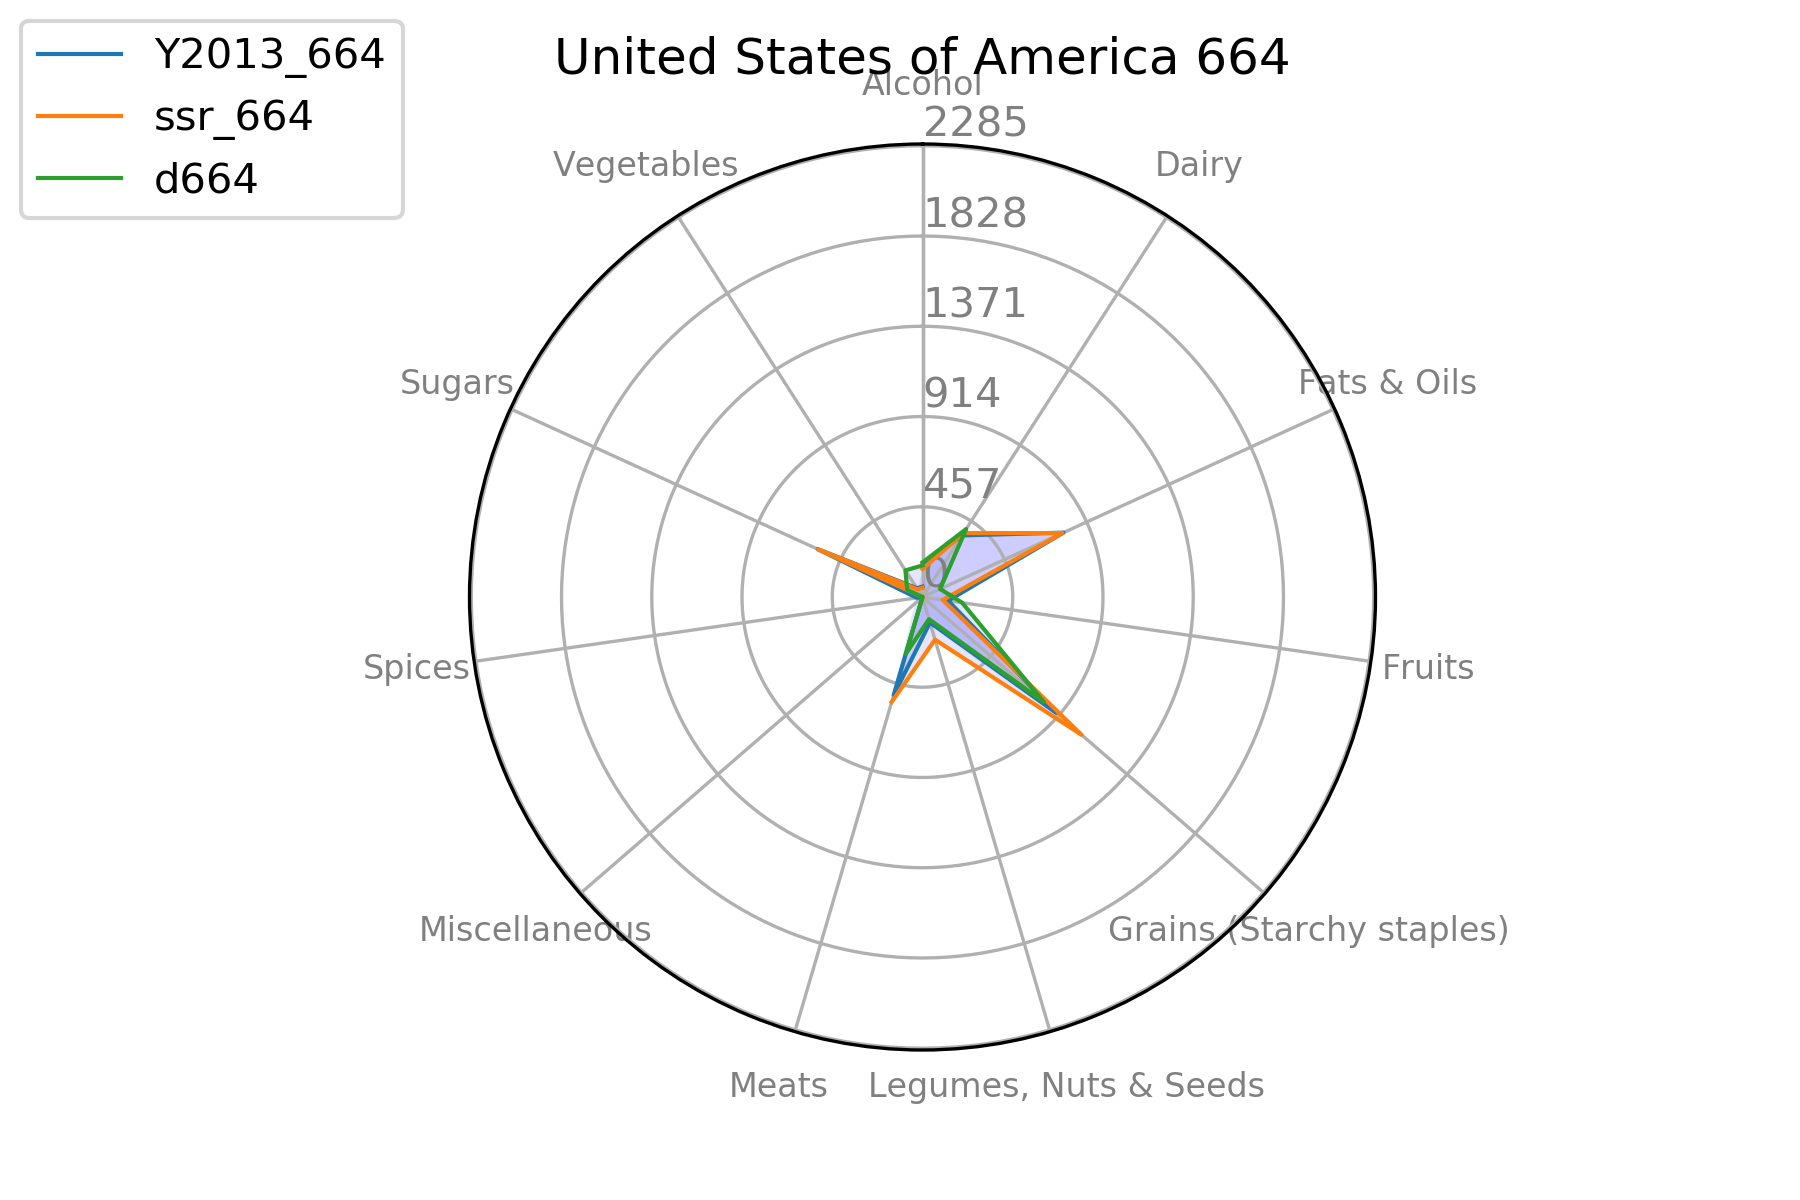 Y2013_664
ssr_664
d664
United States of America 664
Alcohol
2285
Vegetables
Dairy
1828
1371
Sugars
914
Fats & Oils
457
0
Spices
Fruits
Miscellaneous
Grains (Starchy staples)
Meats
Legumes, Nuts & Seeds